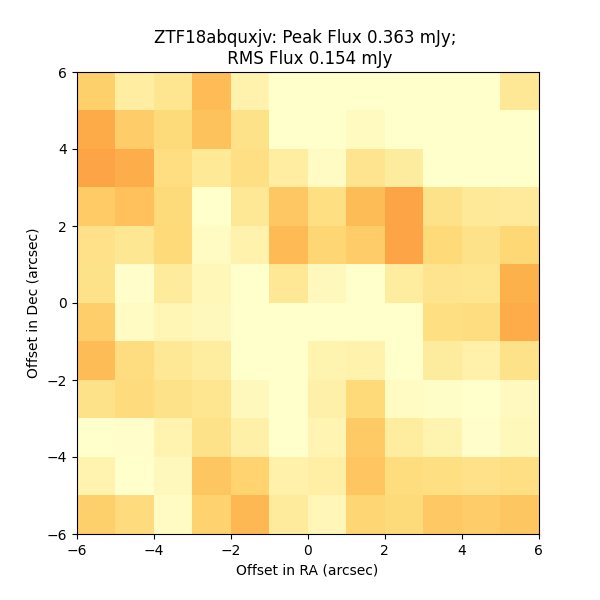 ZTF18abquxjv: Peak Flux 0.363 mJy;
RMS Flux 0.154 mJy
6
4
2
0
−2
−4
−6
Offset in Dec (arcsec)
−6 −4 −2 0 2 4 6
Offset in RA (arcsec)